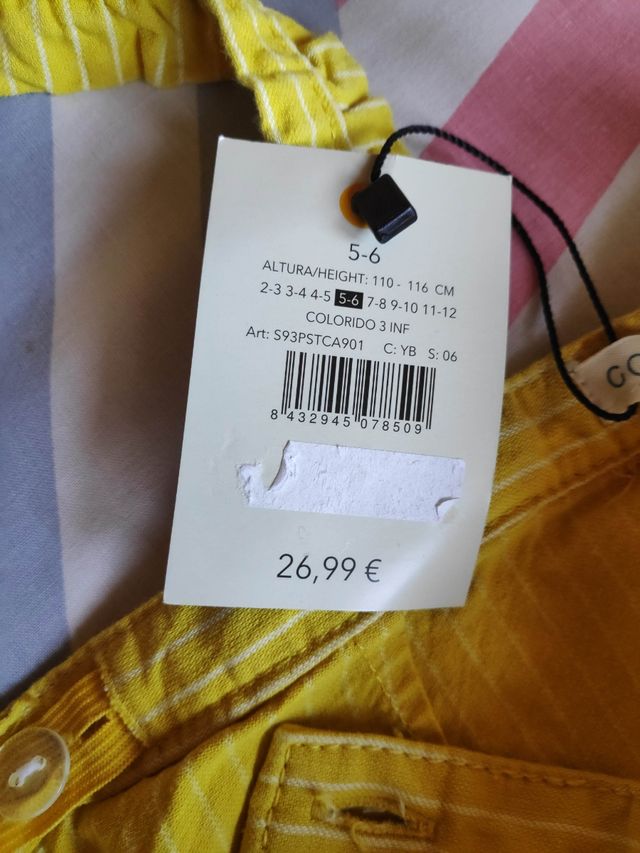 5-6
ALTURA/HEIGHT: 110 - 116 CM
2-3 3-4 4-5 5-6 7-8 9-10 11-12
COLORIDO 3 INF
Art: S93PSTCA901 C: YB S: 06
8 432945 078509
26,99 €